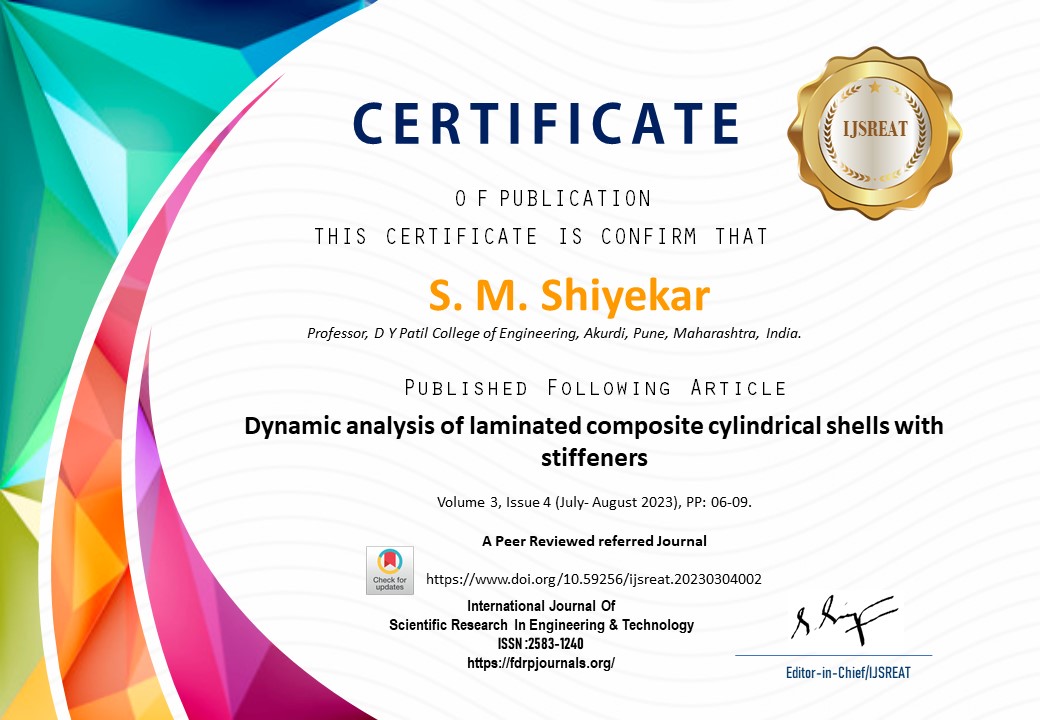 CERTIFICATE
IJSREAT
O F PUBLICATION
THIS CERTIFICATE IS CONFIRM THAT
S. M. Shiyekar
Professor, D Y Patil College of Engineering, Akurdi, Pune, Maharashtra, India.
Published Following Article
Dynamic analysis of laminated composite cylindrical shells with
stiffeners
Volume 3, Issue 4 (July- August 2023), PP: 06-09.
A Peer Reviewed referred Journal
Check for
updates
https://www.doi.org/10.59256/ijsreat.20230304002
International Journal Of
Scientific Research In Engineering & Technology
ISSN :2583-1240
https://fdrpjournals.org/
Editor-in-Chief/IJSREAT